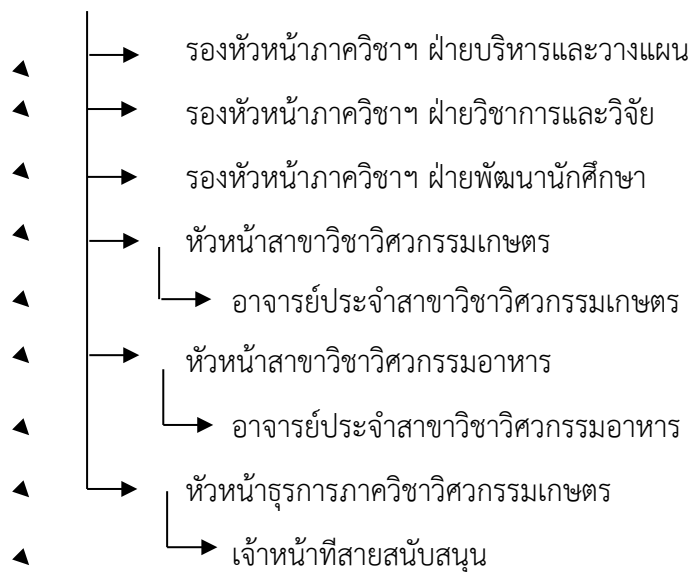 รองหัวหน้าภาควิชาฯ ฝ่ายบริหารและวางแผน
รองหัวหน้าภาควิชาฯ ฝ่ายวิชาการและวิจัย
รองหัวหน้าภาควิชาฯ ฝ่ายพัฒนานักศึกษา
หัวหน้าสาขาวิชาวิศวกรรมเกษตร
อาจารย์ประจำสาขาวิชาวิศวกรรมเกษตร
หัวหน้าสาขาวิชาวิศวกรรมอาหาร
อาจารย์ประจำสาขาวิชาวิศวกรรมอาหาร
หัวหน้าธุรการภาควิชาวิศวกรรมเกษตร
เจ้าหน้าทีสายสนับสนุน